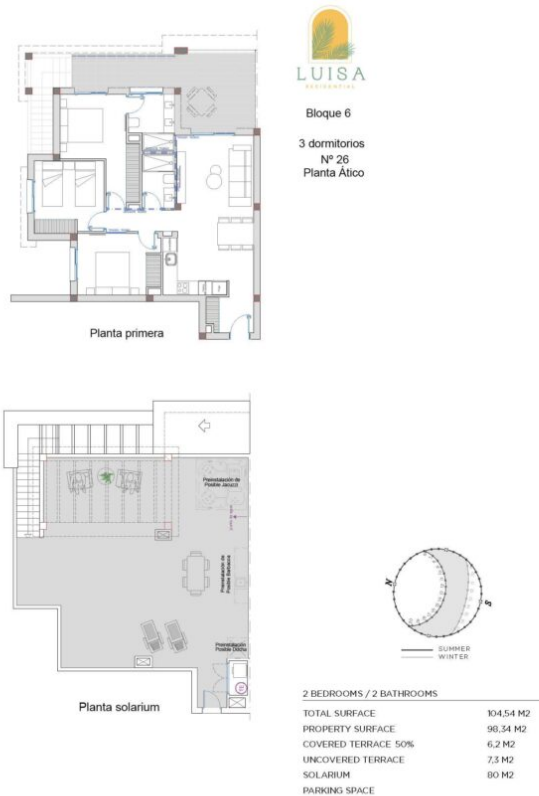 LUISA
RESIDENTIAL
Bloque 6
3 dormitorios
Nº 26
Planta Ático
Planta primera
Preinstalación de
Posible Jacuzzi
Preinstalación de
Posible Barbacoa
Preinstalación
Posible Ducha
Planta solarium
N
S
SUMMER
WINTER
2 BEDROOMS / 2 BATHROOMS
TOTAL SURFACE 104,54 M2
PROPERTY SURFACE 98,34 M2
COVERED TERRACE 50% 6,2 M2
UNCOVERED TERRACE 7,3 M2
SOLARIUM 80 M2
PARKING SPACE